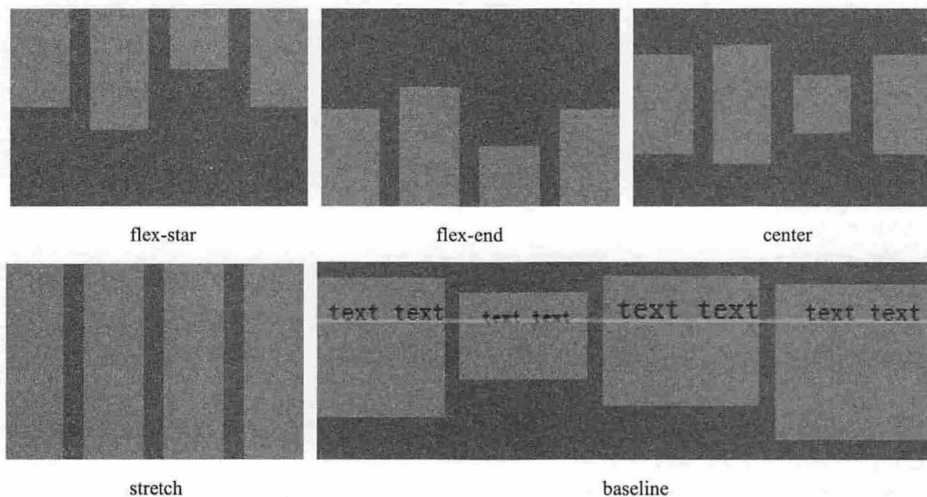 flex-star
flex-end
center
text text
text text
text text
text text
stretch
baseline